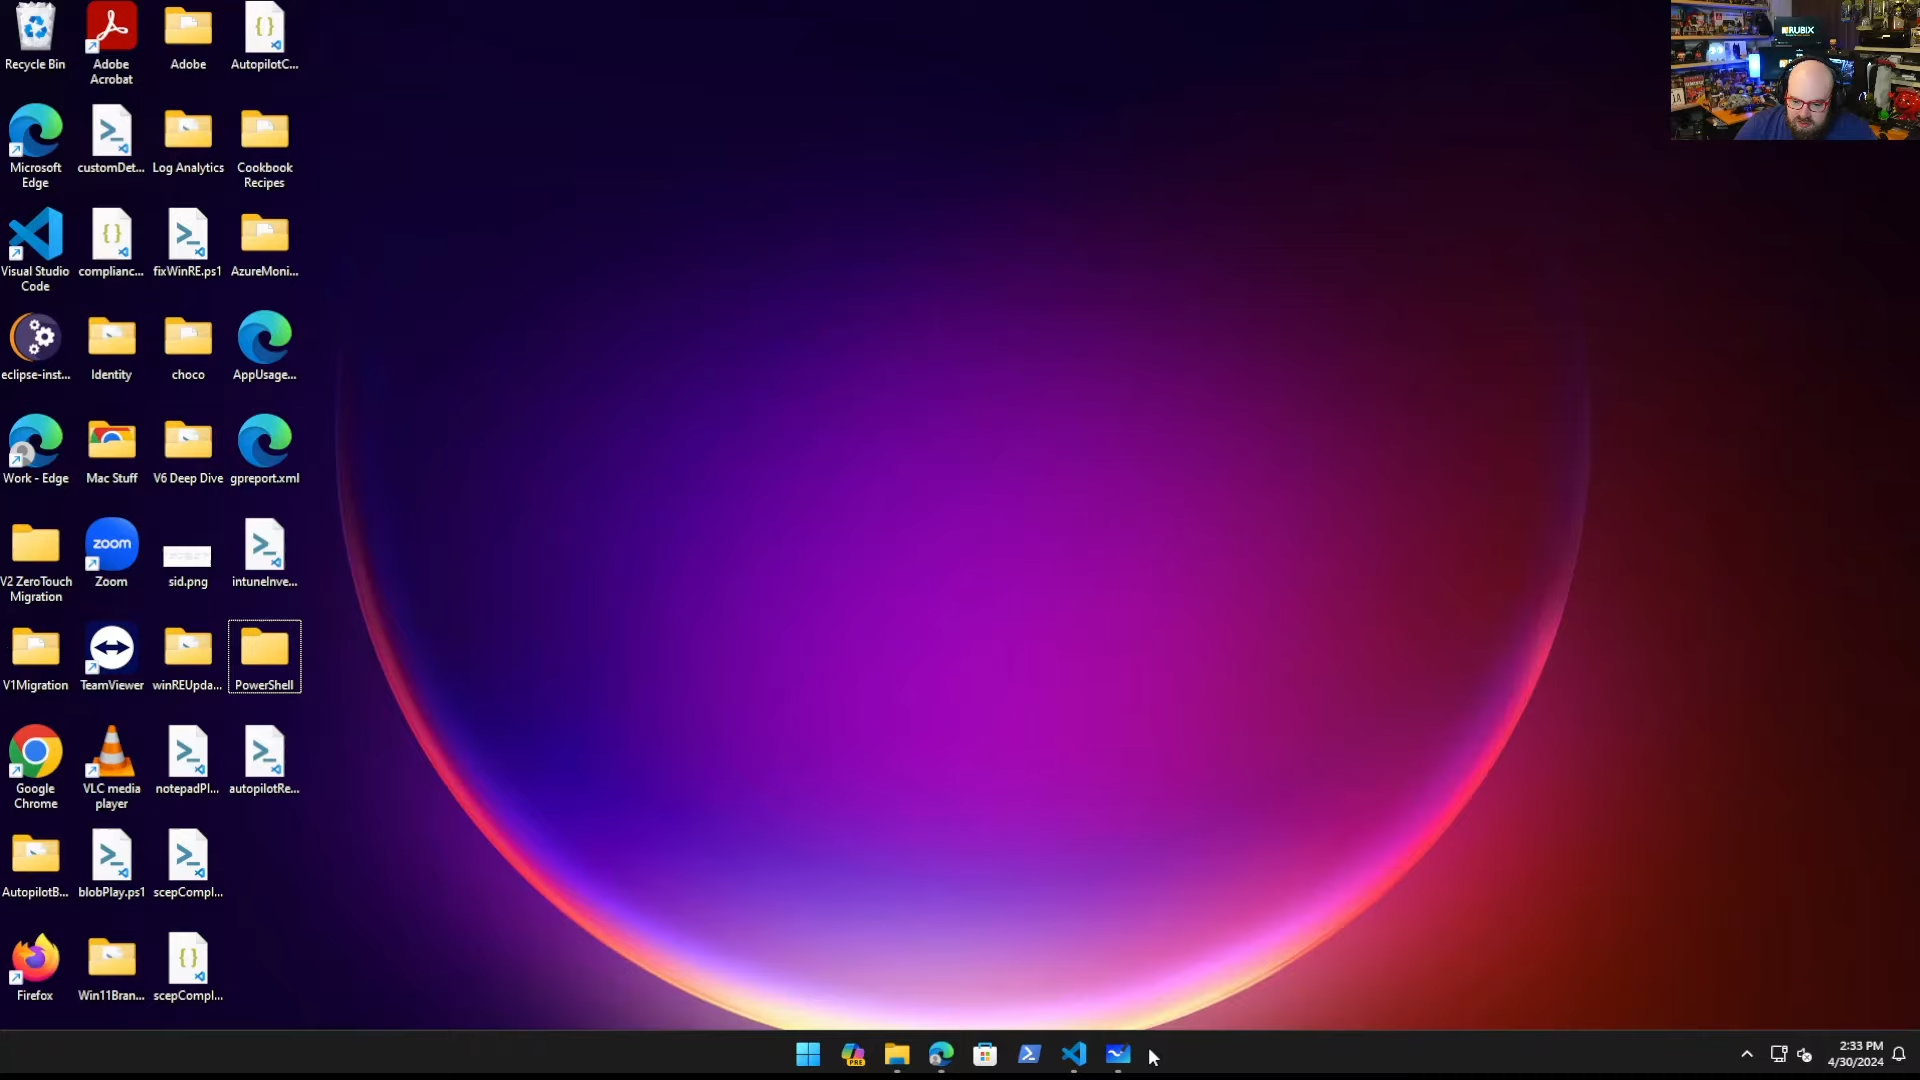 Recycle Bin
Adobe
Acrobat
Adobe
AutopilotC...
RUBIX
Microsoft
Edge
customDet...
Log Analytics
Cookbook
Recipes
Visual Studio
Code
complianc...
fixWinRE.ps1
AzureMoni...
eclipse-inst...
Identity
choco
AppUsage...
Work - Edge
Mac Stuff
V6 Deep Dive
gpreport.xml
V2 ZeroTouch
Migration
zoom
Zoom
sid.png
intuneInve...
V1Migration
TeamViewer
winREUpda...
PowerShell
Google
Chrome
VLC media
player
notepadPl...
autopilotRe...
AutopilotB...
blobPlay.ps1
scepCompl...
Firefox
Win11Bran...
scepCompl...
PRE
2:33 PM
4/30/2024